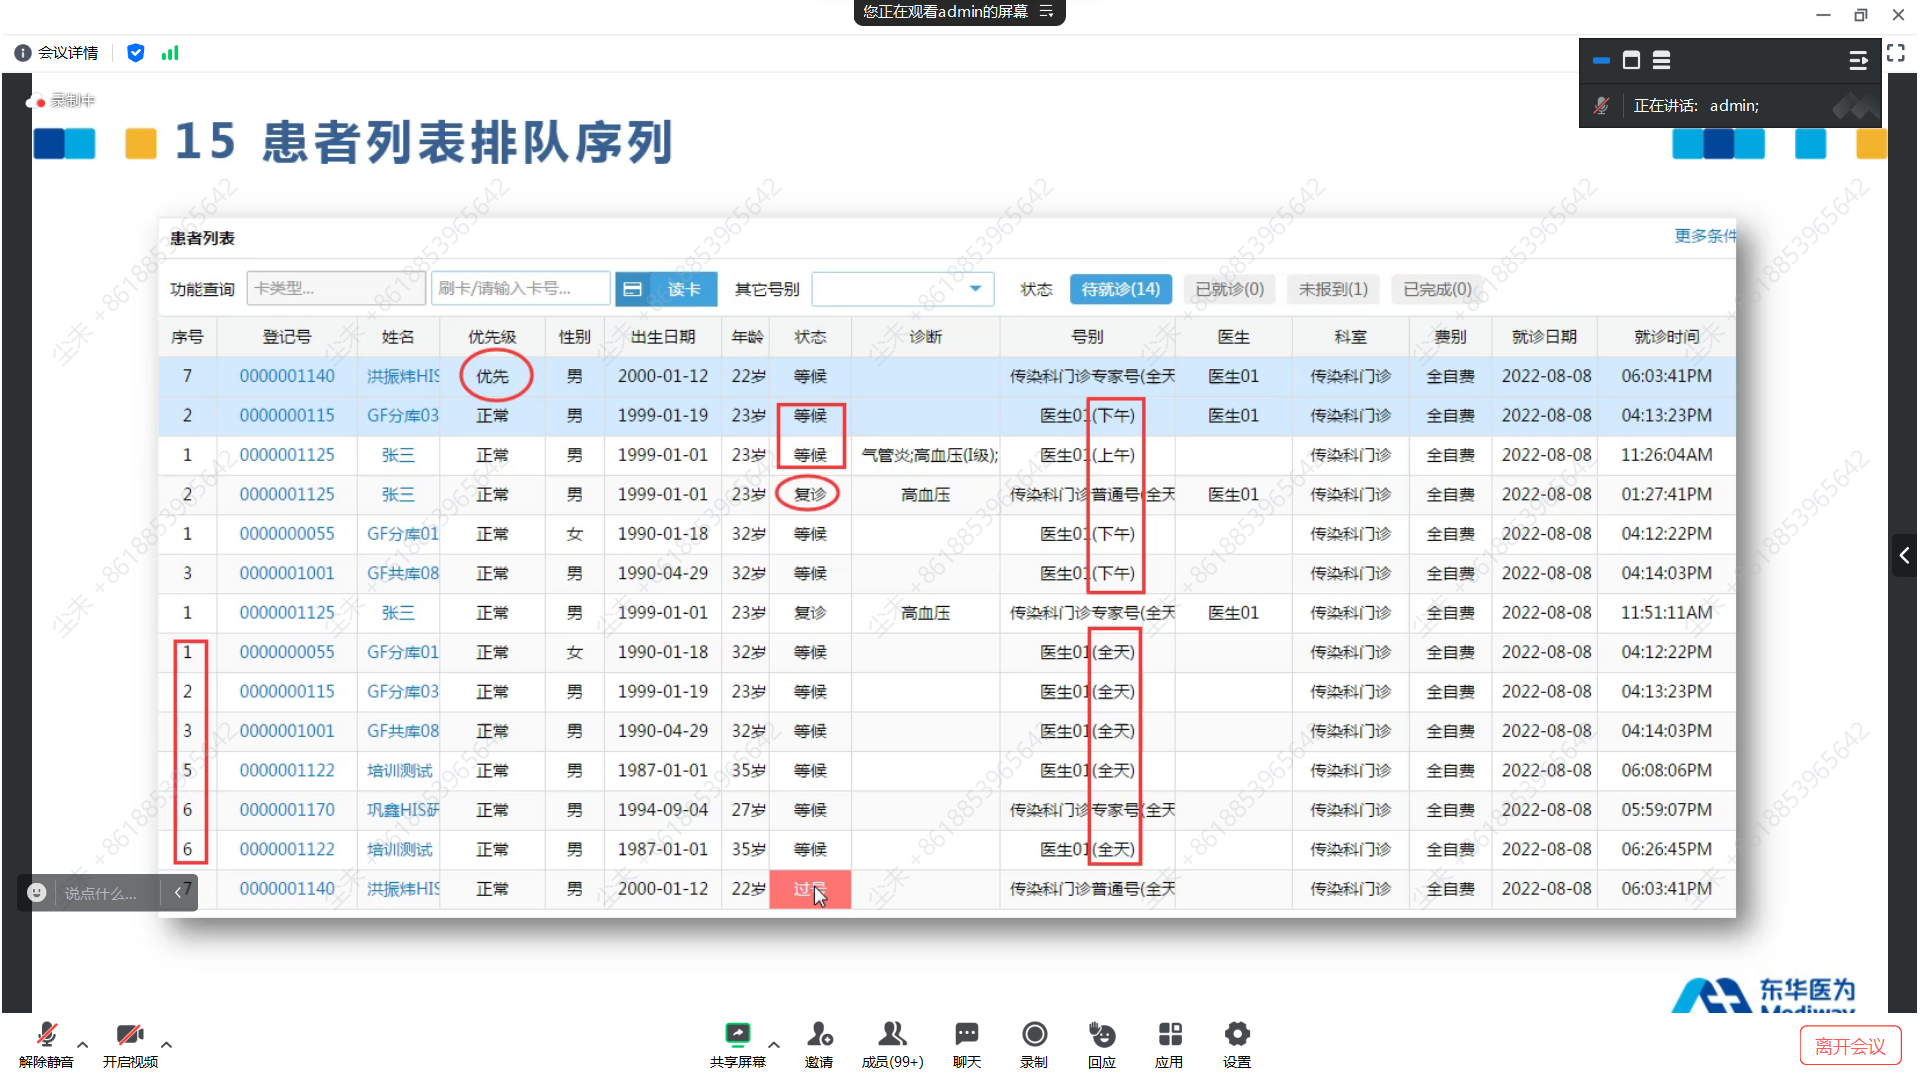 您正在观看admin的屏幕
会议详情
录制中
正在讲话: admin;
15 患者列表排队序列
患者列表
更多条件
功能查询 卡类型... 刷卡/请输入卡号... 读卡 其它号别 状态 待就诊(14) 已就诊(0) 未报到(1) 已完成(0)
序号 登记号 姓名 优先级 性别 出生日期 年龄 状态 诊断 号别 医生 科室 费别 就诊日期 就诊时间
7 0000001140 洪振炜HIS 优先 男 2000-01-12 22岁 等候 传染科门诊专家号(全天 医生01 传染科门诊 全自费 2022-08-08 06:03:41PM
2 0000000115 GF分库03 正常 男 1999-01-19 23岁 等候 医生01(下午) 医生01 传染科门诊 全自费 2022-08-08 04:13:23PM
1 0000001125 张三 正常 男 1999-01-01 23岁 等候 气管炎;高血压(I级); 医生01(上午) 传染科门诊 全自费 2022-08-08 11:26:04AM
2 0000001125 张三 正常 男 1999-01-01 23岁 复诊 高血压 传染科门诊普通号(全天 医生01 传染科门诊 全自费 2022-08-08 01:27:41PM
1 0000000055 GF分库01 正常 女 1990-01-18 32岁 等候 医生01(下午) 传染科门诊 全自费 2022-08-08 04:12:22PM
3 0000001001 GF共库08 正常 男 1990-04-29 32岁 等候 医生01(下午) 传染科门诊 全自费 2022-08-08 04:14:03PM
1 0000001125 张三 正常 男 1999-01-01 23岁 复诊 高血压 传染科门诊专家号(全天 医生01 传染科门诊 全自费 2022-08-08 11:51:11AM
1 0000000055 GF分库01 正常 女 1990-01-18 32岁 等候 医生01(全天) 传染科门诊 全自费 2022-08-08 04:12:22PM
2 0000000115 GF分库03 正常 男 1999-01-19 23岁 等候 医生01(全天) 传染科门诊 全自费 2022-08-08 04:13:23PM
3 0000001001 GF共库08 正常 男 1990-04-29 32岁 等候 医生01(全天) 传染科门诊 全自费 2022-08-08 04:14:03PM
5 0000001122 培训测试 正常 男 1987-01-01 35岁 等候 医生01(全天) 传染科门诊 全自费 2022-08-08 06:08:06PM
6 0000001170 巩鑫HIS研 正常 男 1994-09-04 27岁 等候 传染科门诊专家号(全天 传染科门诊 全自费 2022-08-08 05:59:07PM
6 0000001122 培训测试 正常 男 1987-01-01 35岁 等候 医生01(全天) 传染科门诊 全自费 2022-08-08 06:26:45PM
7 0000001140 洪振炜HIS 正常 男 2000-01-12 22岁 过号 传染科门诊普通号(全天 传染科门诊 全自费 2022-08-08 06:03:41PM
说点什么...
尘末 +8618853965642
东华医为
Mediway
解除静音 开启视频 共享屏幕 邀请 成员(99+) 聊天 录制 回应 应用 设置 离开会议